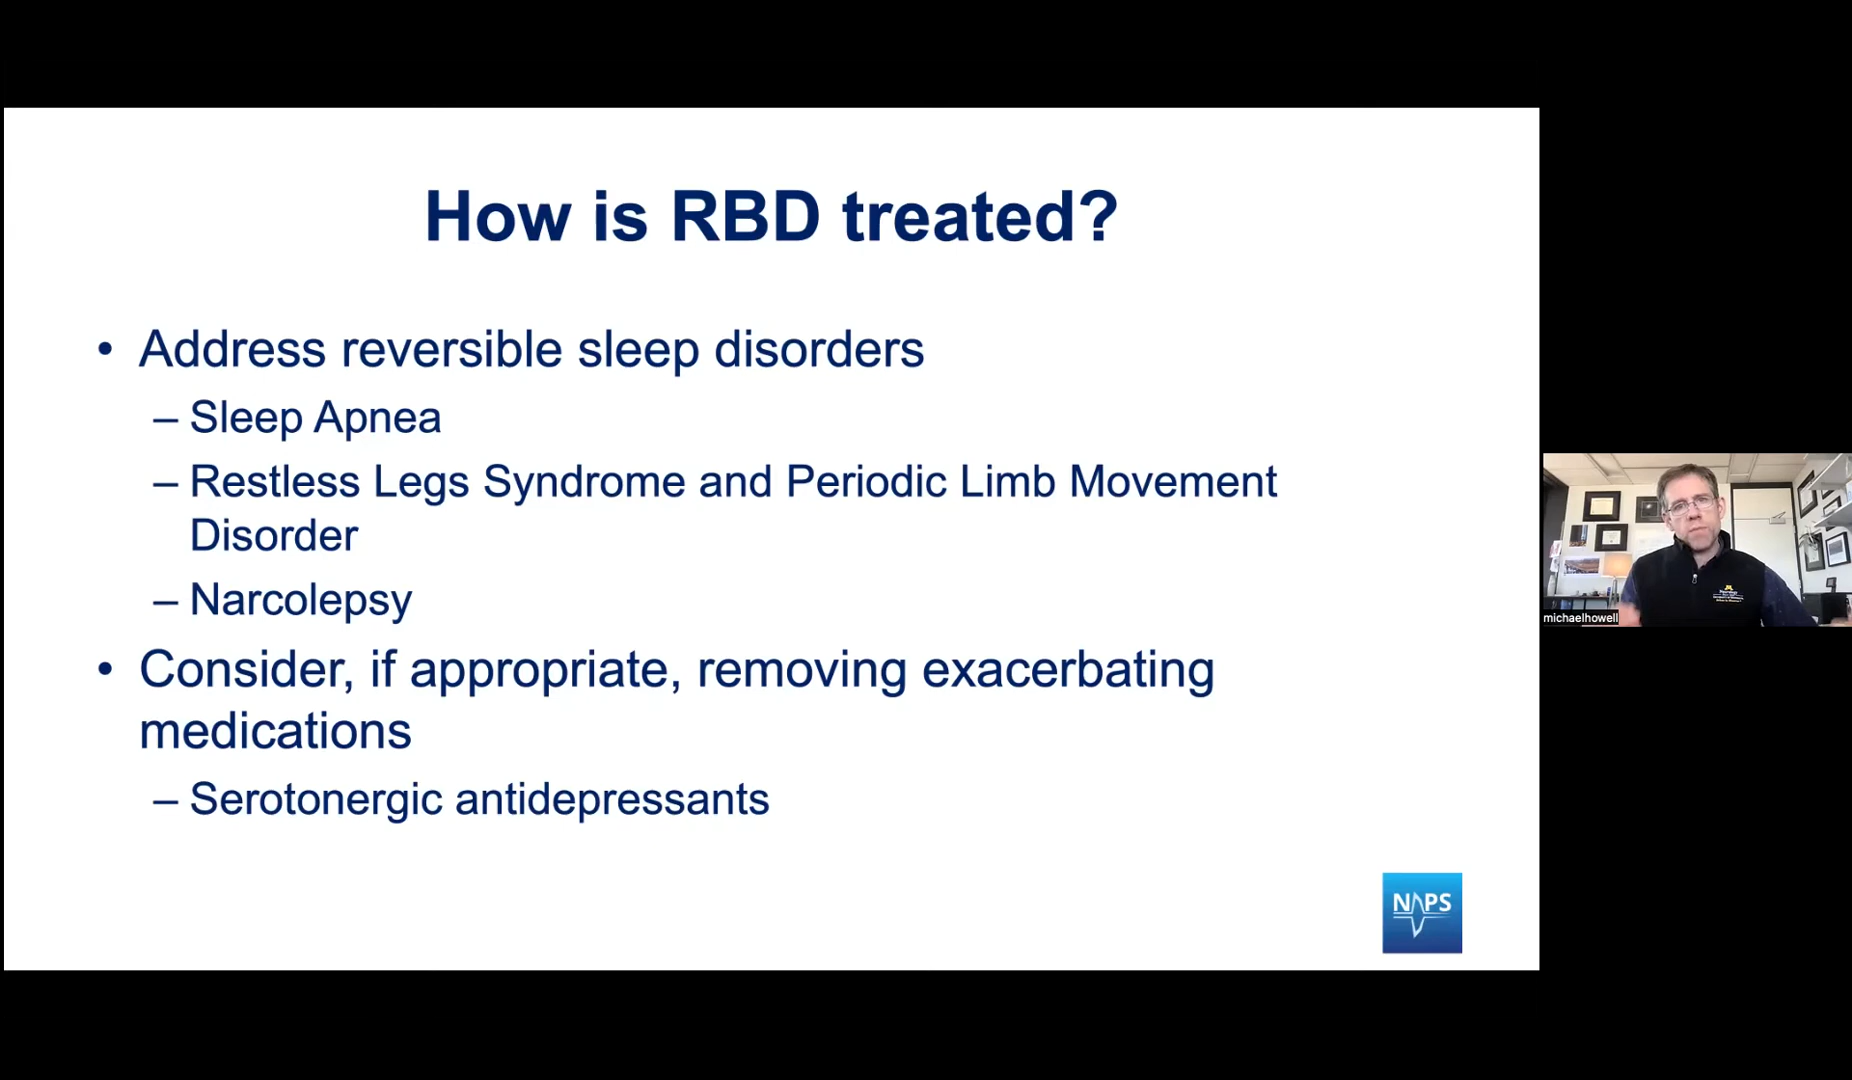 How is RBD treated?
• Address reversible sleep disorders
– Sleep Apnea
– Restless Legs Syndrome and Periodic Limb Movement
Disorder
– Narcolepsy
• Consider, if appropriate, removing exacerbating
medications
– Serotonergic antidepressants
NAPS
michaelhowell